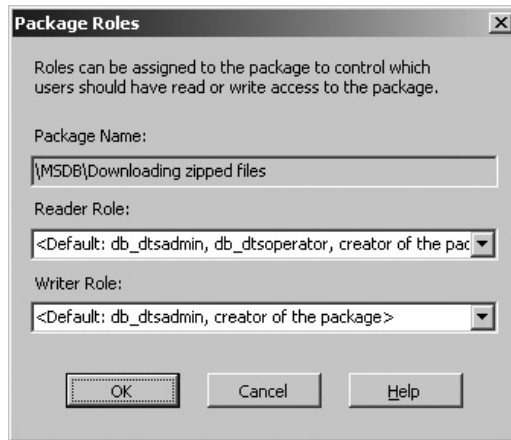 Package Roles
Roles can be assigned to the package to control which
users should have read or write access to the package.
Package Name:
\MSDB\Downloading zipped files
Reader Role:
<Default: db_dtsadmin, db_dtsoperator, creator of the pac
Writer Role:
<Default: db_dtsadmin, creator of the package>
OK Cancel Help